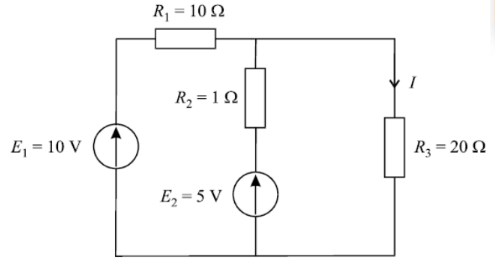 R₁ = 10 Ω
I
R₂ = 1 Ω
E₁ = 10 V
R₃ = 20 Ω
E₂ = 5 V